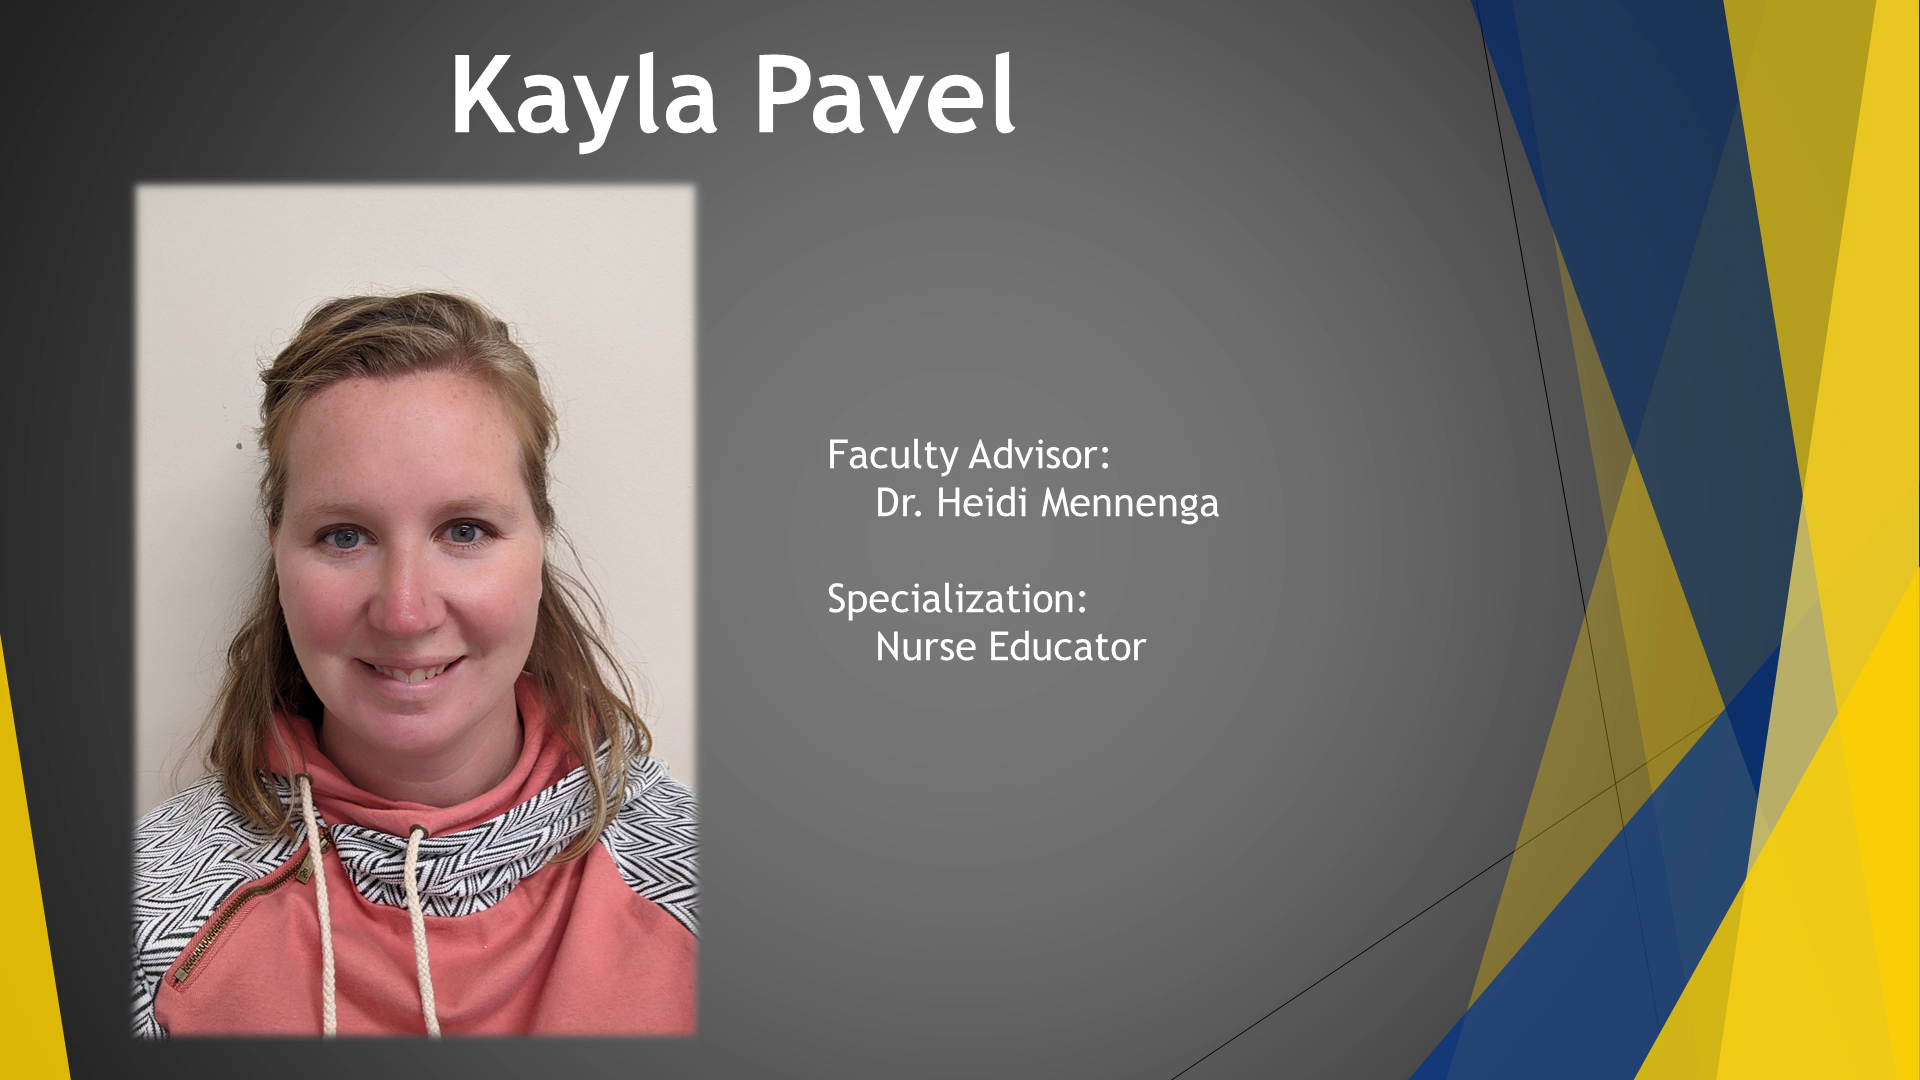 Kayla Pavel
Faculty Advisor:
Dr. Heidi Mennenga
Specialization:
Nurse Educator